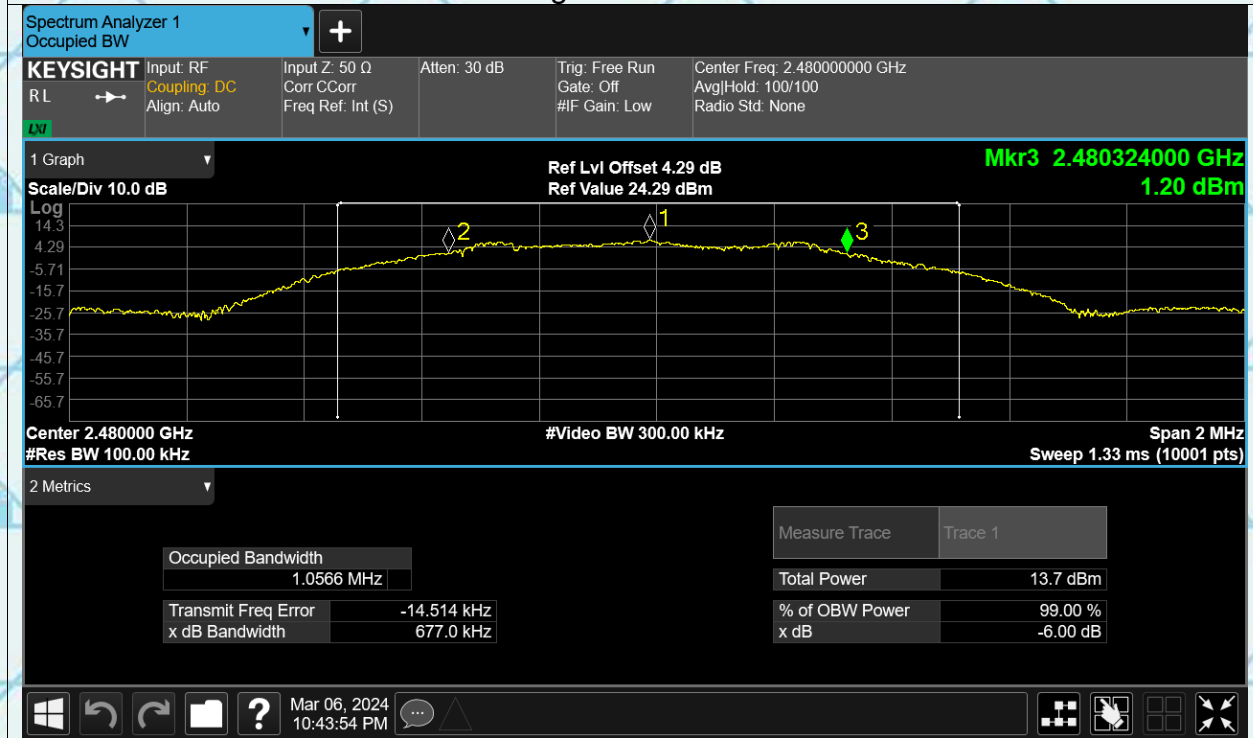 Spectrum Analyzer 1
Occupied BW
KEYSIGHT
RL
LXI
Input: RF
Coupling: DC
Align: Auto
Input Z: 50 Ω
Corr CCorr
Freq Ref: Int (S)
Atten: 30 dB
Trig: Free Run
Gate: Off
#IF Gain: Low
Center Freq: 2.480000000 GHz
Avg|Hold: 100/100
Radio Std: None
1 Graph
Scale/Div 10.0 dB
Ref Lvl Offset 4.29 dB
Ref Value 24.29 dBm
Mkr3 2.480324000 GHz
1.20 dBm
Log
14.3
4.29
-5.71
-15.7
-25.7
-35.7
-45.7
-55.7
-65.7
2
1
3
Center 2.480000 GHz
#Video BW 300.00 kHz
Span 2 MHz
#Res BW 100.00 kHz
Sweep 1.33 ms (10001 pts)
2 Metrics
Measure Trace Trace 1
Occupied Bandwidth
1.0566 MHz
Total Power 13.7 dBm
Transmit Freq Error -14.514 kHz
% of OBW Power 99.00 %
x dB Bandwidth 677.0 kHz
x dB -6.00 dB
?
Mar 06, 2024
10:43:54 PM